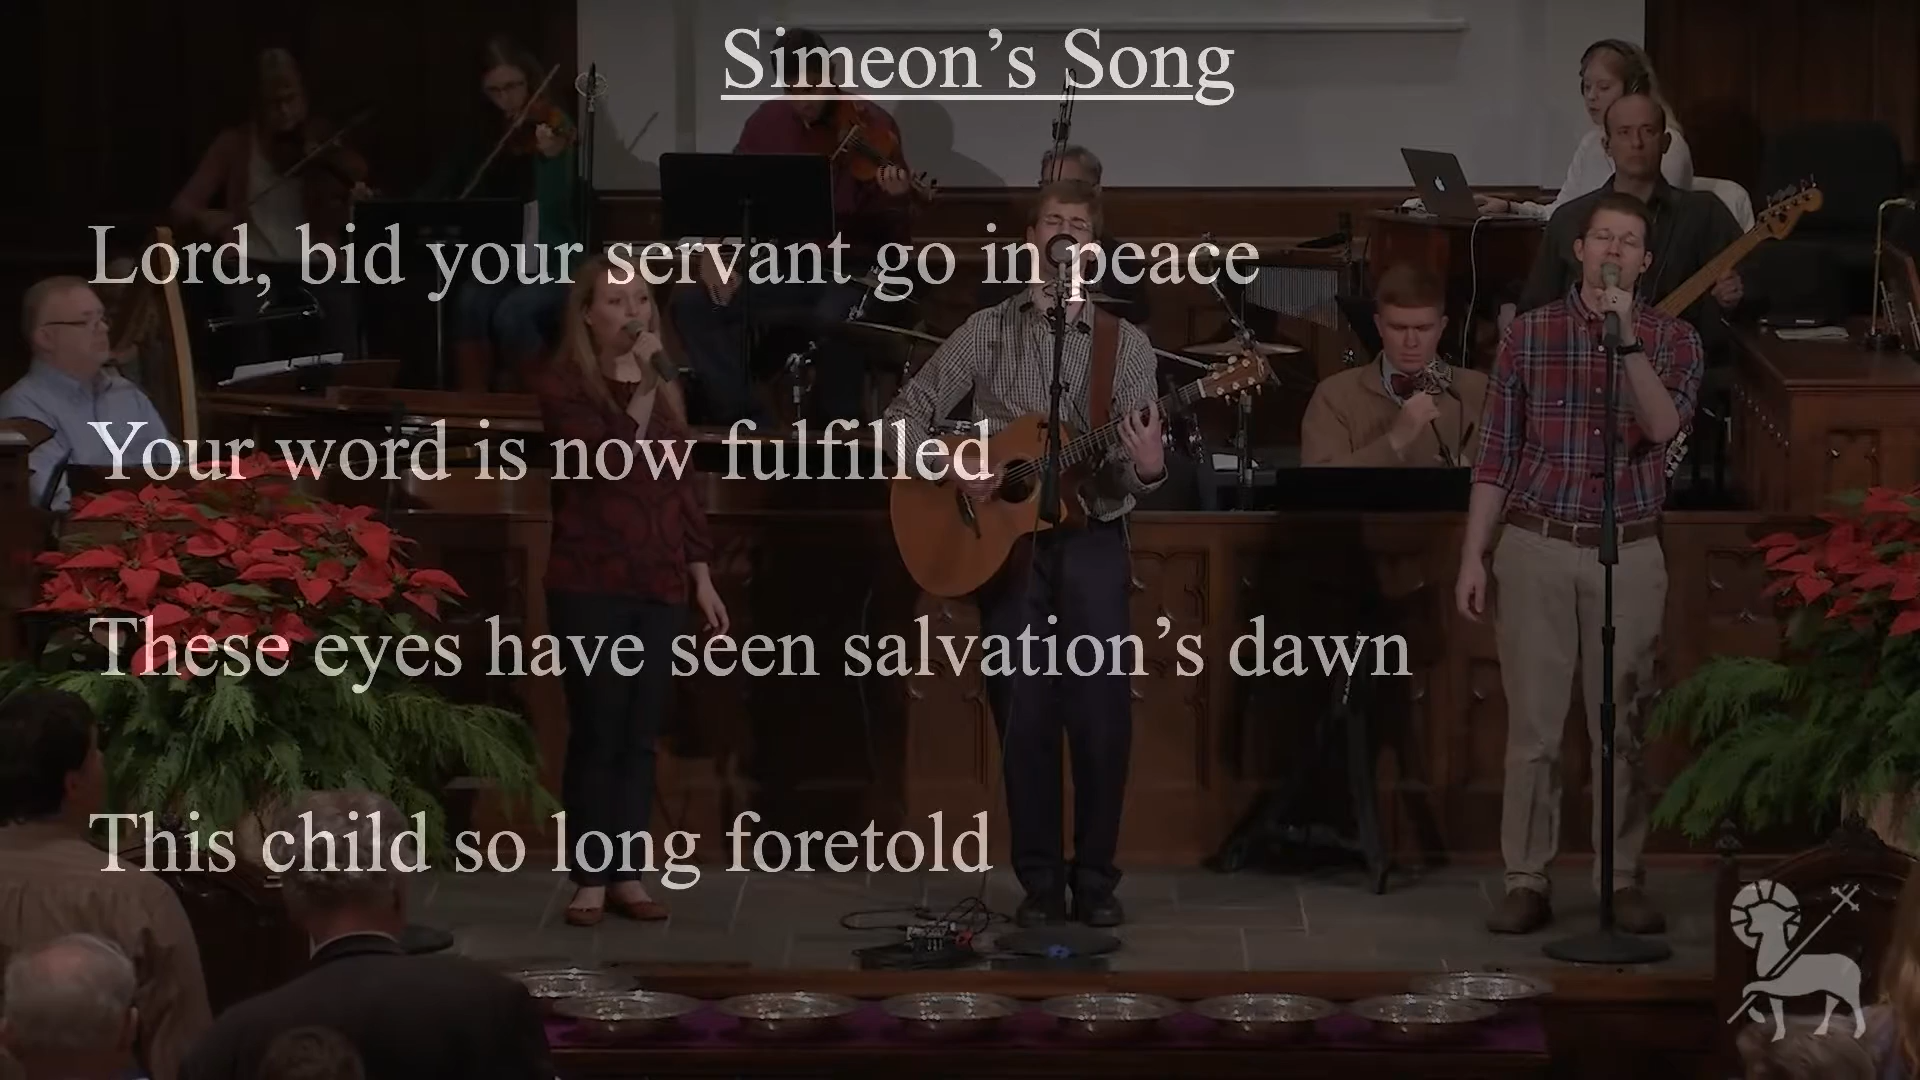 Simeon’s Song
Lord, bid your servant go in peace
Your word is now fulfilled
These eyes have seen salvation’s dawn
This child so long foretold